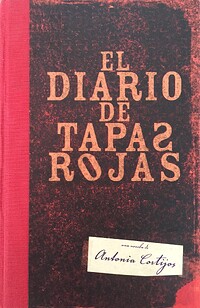 EL
DIARIO
DE
TAPAS
ROJAS
una novela de
Antonia Cortijos